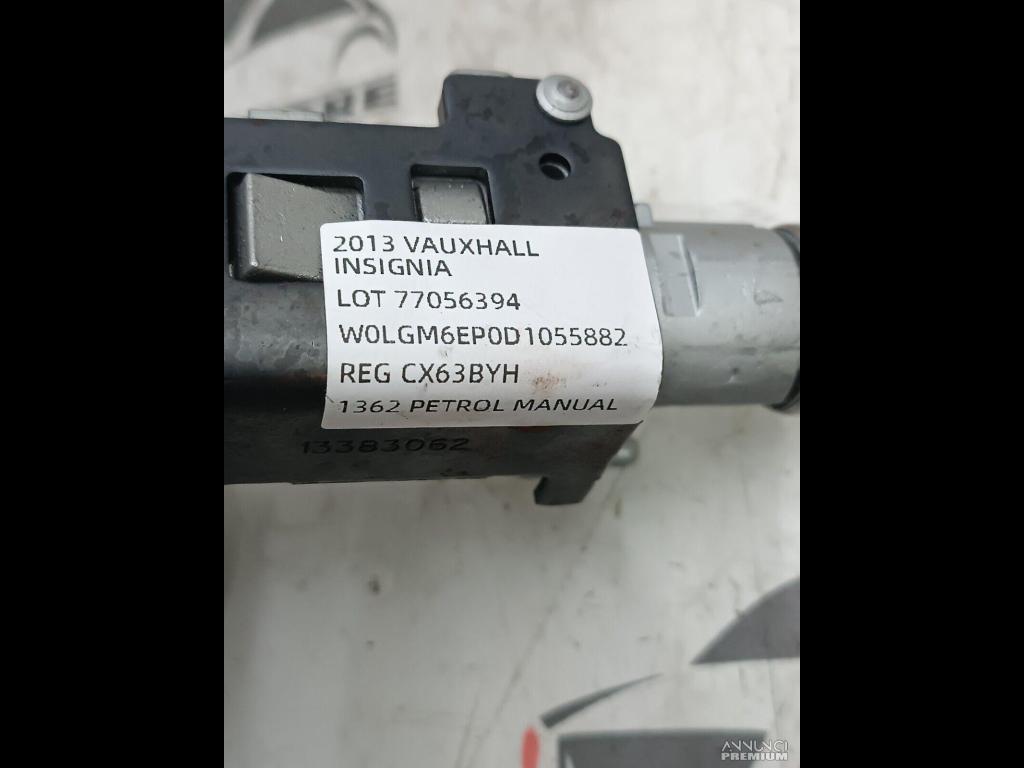 2013 VAUXHALL
INSIGNIA
LOT 77056394
W0LGM6EP0D1055882
REG CX63BYH
1362 PETROL MANUAL
13383062
ANNUNCI
PREMIUM